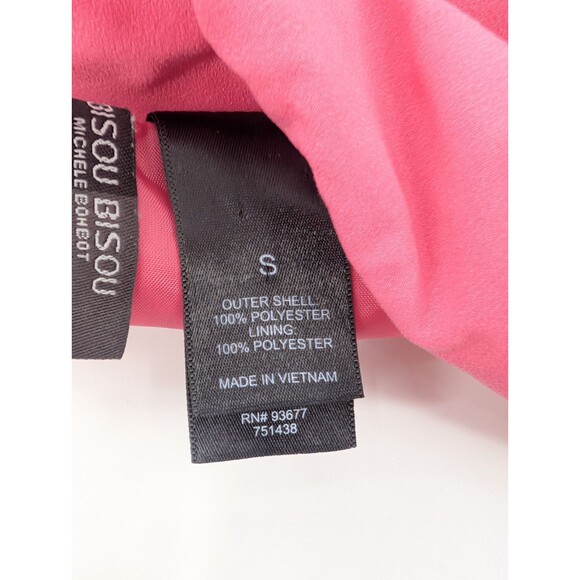 BISOU BISOU
MICHELE BOHBOT
S
OUTER SHELL:
100% POLYESTER
LINING:
100% POLYESTER
MADE IN VIETNAM
RN# 93677
751438